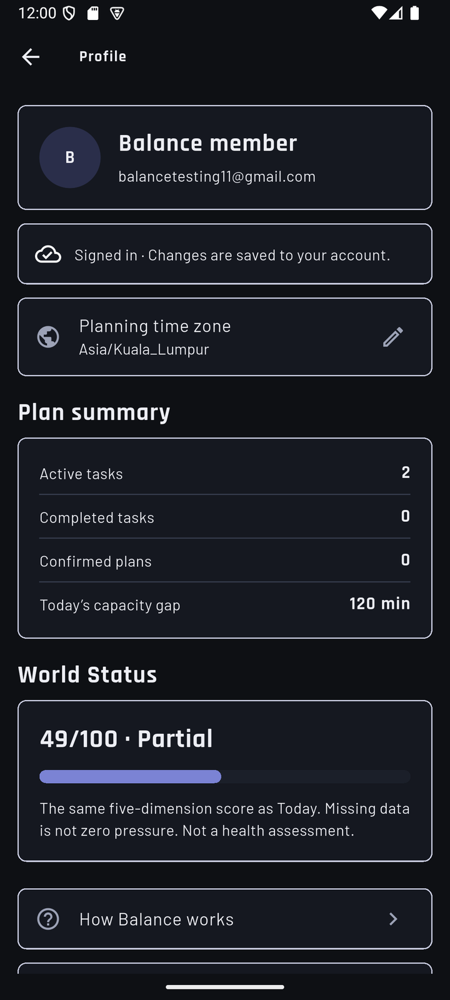 12:00
Profile
B
Balance member
balancetesting11@gmail.com
Signed in · Changes are saved to your account.
Planning time zone
Asia/Kuala_Lumpur
Plan summary
Active tasks 2
Completed tasks 0
Confirmed plans 0
Today’s capacity gap 120 min
World Status
49/100 · Partial
The same five-dimension score as Today. Missing data
is not zero pressure. Not a health assessment.
How Balance works